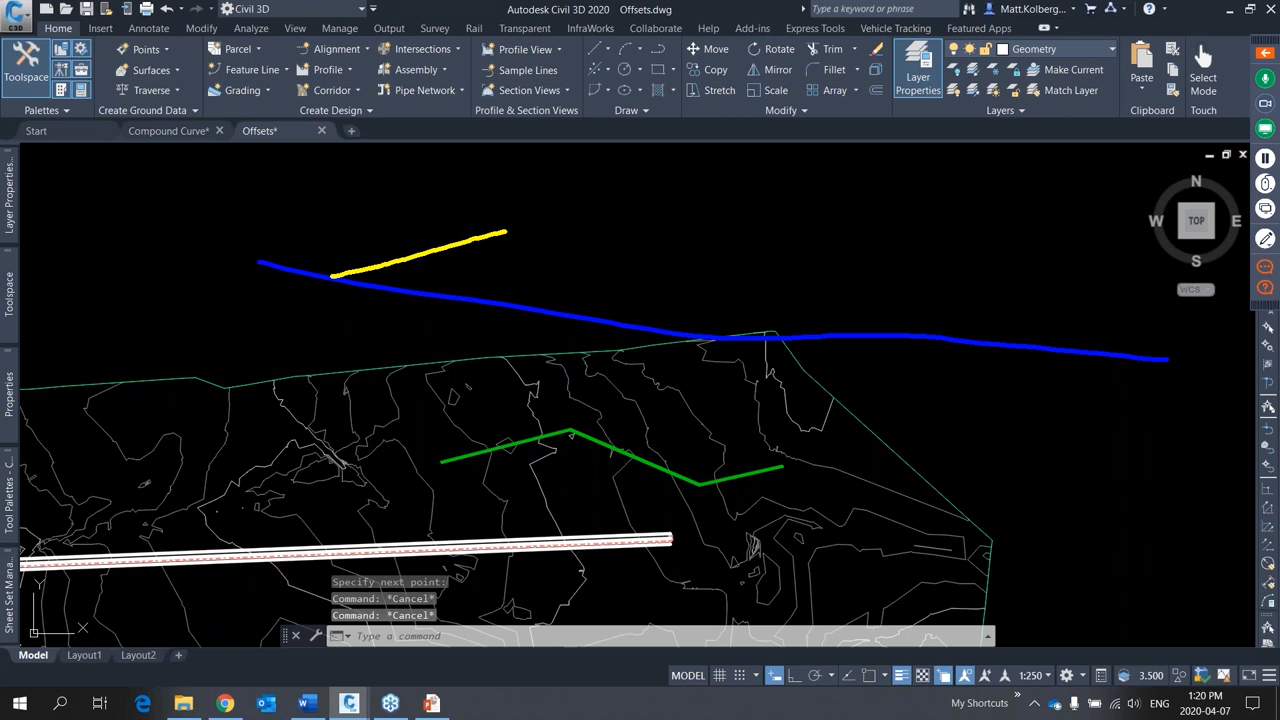 Civil 3D
Autodesk Civil 3D 2020 Offsets.dwg
Type a keyword or phrase
Matt.Kolberg...
C3D
Home Insert Annotate Modify Analyze View Manage Output Survey Rail Transparent InfraWorks Collaborate Help Add-ins Express Tools Vehicle Tracking Featured Apps
Toolspace
Points
Surfaces
Traverse
Parcel
Feature Line
Grading
Alignment
Profile
Corridor
Intersections
Assembly
Pipe Network
Profile View
Sample Lines
Section Views
Move
Copy
Stretch
Rotate
Mirror
Scale
Trim
Fillet
Array
Layer
Properties
Geometry
Make Current
Match Layer
Paste
Select
Mode
Palettes Create Ground Data Create Design Profile & Section Views Draw Modify Layers Clipboard Touch
Start Compound Curve* Offsets*
Layer Properties...
Toolspace
Properties
Tool Palettes - C...
Sheet Set Mana...
N
W TOP E
S
WCS
Y
X
Specify next point:
Command: *Cancel*
Command: *Cancel*
Type a command
Model Layout1 Layout2
MODEL 1:250 3.500
My Shortcuts
ENG
1:20 PM
2020-04-07